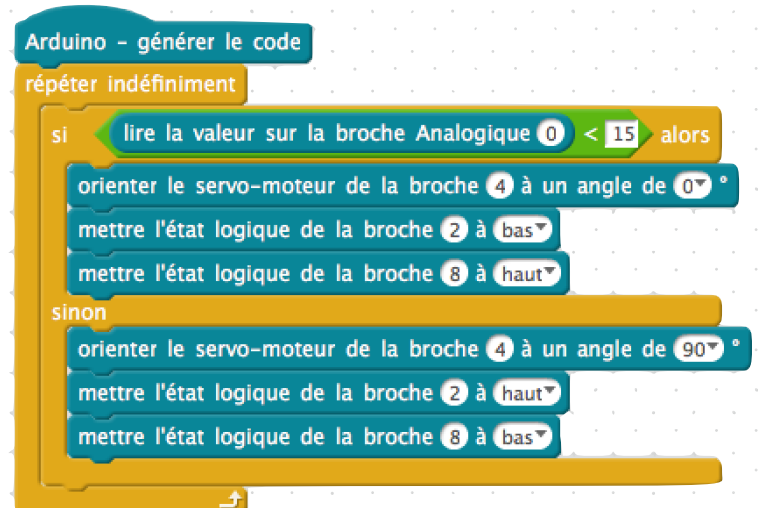 Arduino – générer le code
répéter indéfiniment
si lire la valeur sur la broche Analogique 0 < 15 alors
orienter le servo-moteur de la broche 4 à un angle de 0 °
mettre l'état logique de la broche 2 à bas
mettre l'état logique de la broche 8 à haut
sinon
orienter le servo-moteur de la broche 4 à un angle de 90 °
mettre l'état logique de la broche 2 à haut
mettre l'état logique de la broche 8 à bas